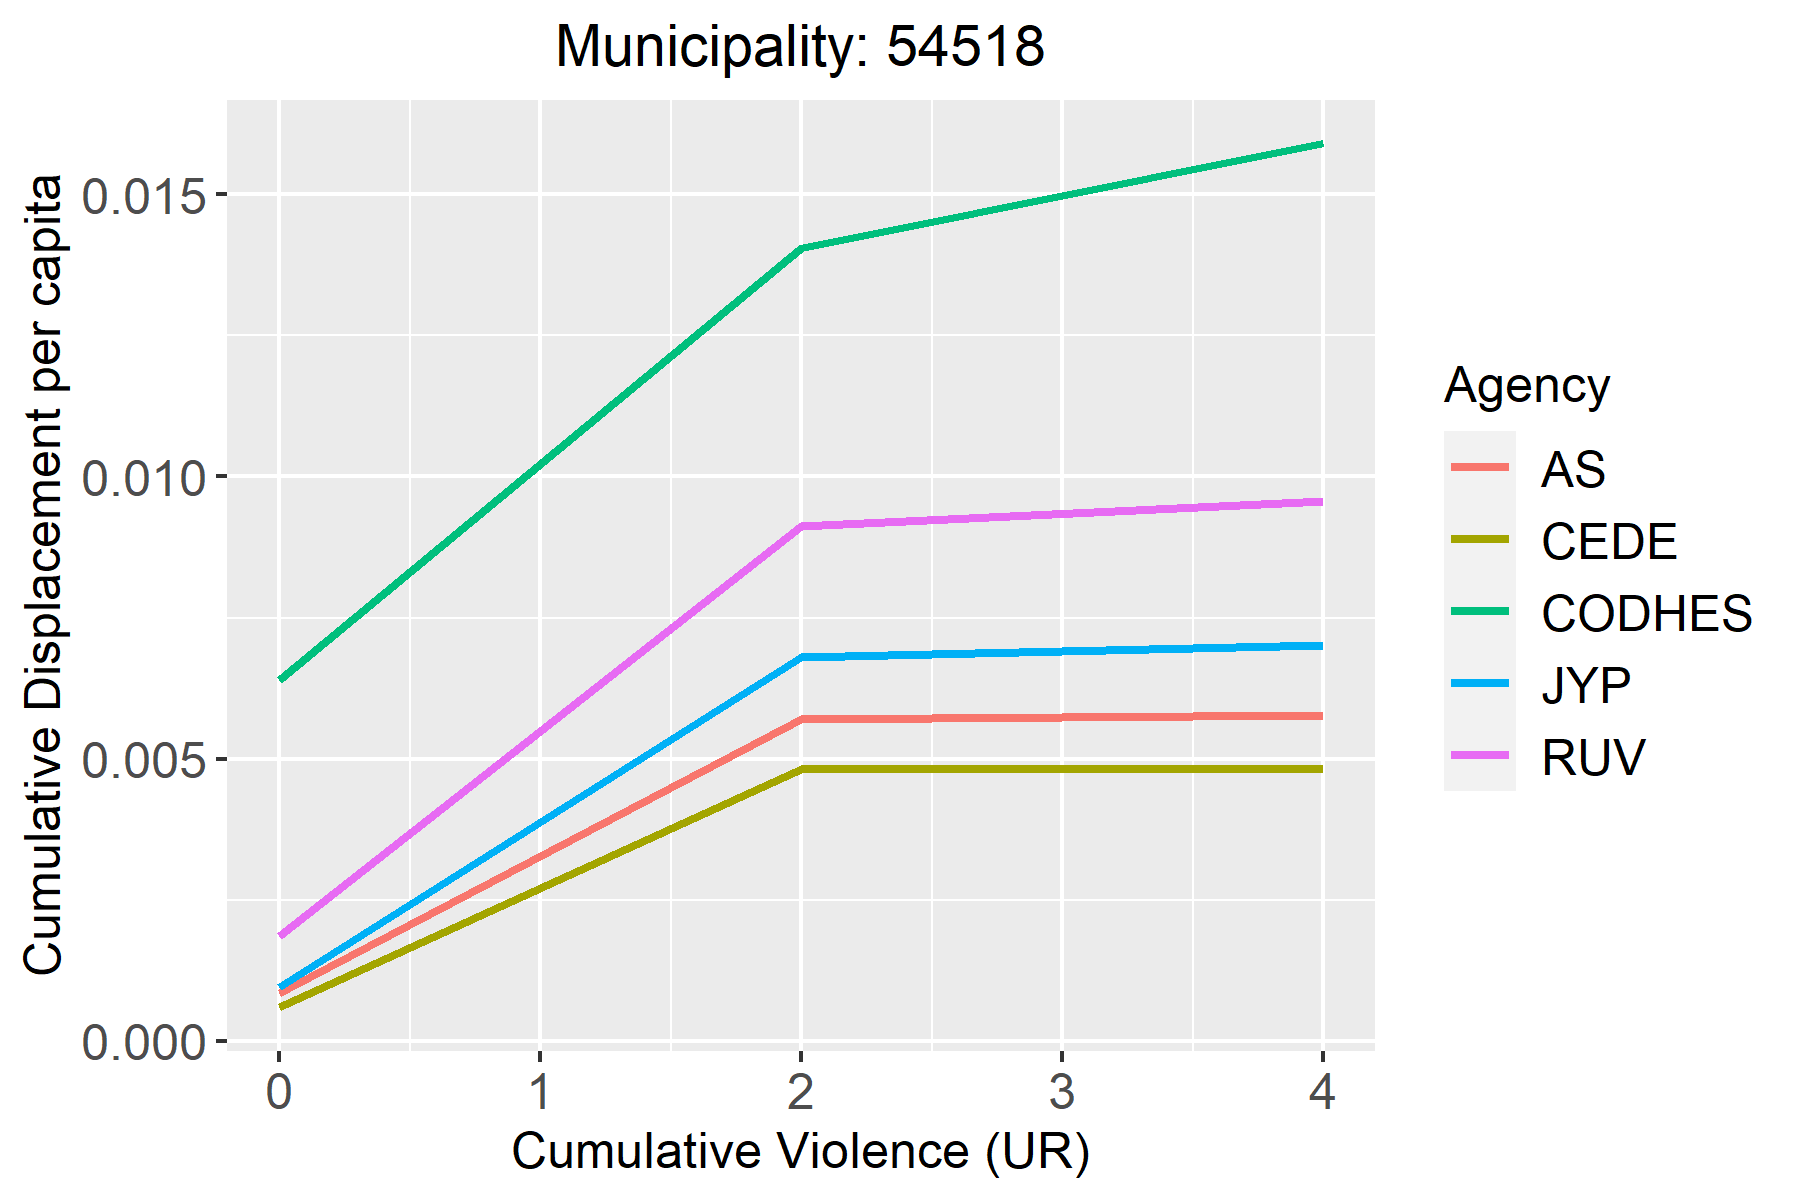 Municipality: 54518
Cumulative Displacement per capita
0.015
0.010
0.005
0.000
0 1 2 3 4
Cumulative Violence (UR)
Agency
AS
CEDE
CODHES
JYP
RUV